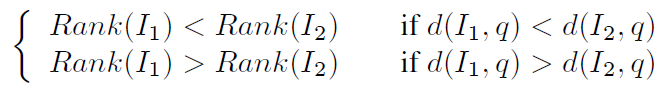 Rank(I₁) < Rank(I₂) if d(I₁, q) < d(I₂, q)
Rank(I₁) > Rank(I₂) if d(I₁, q) > d(I₂, q)